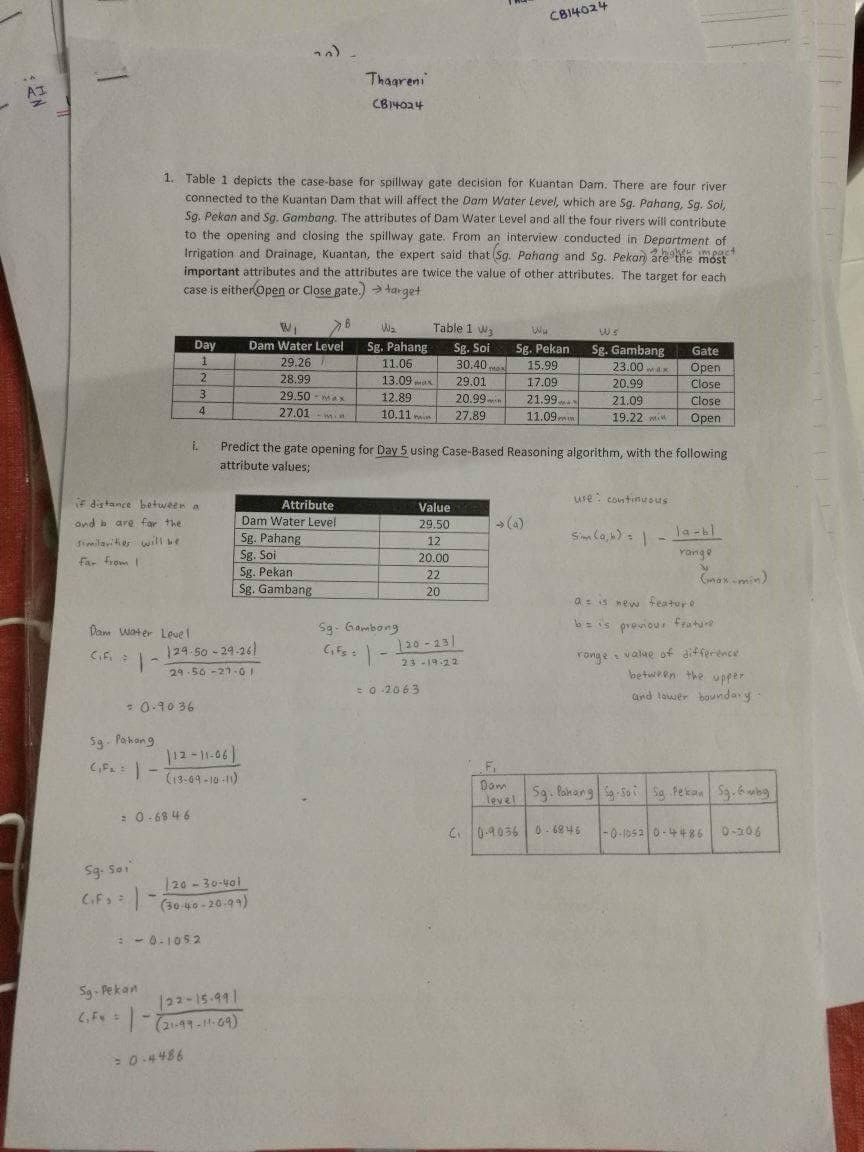 CB14024
AI
Thaareni
CB14024
1. Table 1 depicts the case-base for spillway gate decision for Kuantan Dam. There are four river
connected to the Kuantan Dam that will affect the Dam Water Level, which are Sg. Pahang, Sg. Soi,
Sg. Pekan and Sg. Gambang. The attributes of Dam Water Level and all the four rivers will contribute
to the opening and closing the spillway gate. From an interview conducted in Department of
Irrigation and Drainage, Kuantan, the expert said that (Sg. Pahang and Sg. Pekan) are the most
→ higher impact
important attributes and the attributes are twice the value of other attributes. The target for each
case is either (Open or Close gate.) → target
W1 → B W2 Table 1 W3 W4 W5
Day Dam Water Level Sg. Pahang Sg. Soi Sg. Pekan Sg. Gambang Gate
1 29.26 11.06 30.40 max 15.99 23.00 max Open
2 28.99 13.09 max 29.01 17.09 20.99 Close
3 29.50 - max 12.89 20.99 min 21.99 max 21.09 Close
4 27.01 - min 10.11 min 27.89 11.09 min 19.22 min Open
i. Predict the gate opening for Day 5 using Case-Based Reasoning algorithm, with the following
attribute values;
Attribute Value
Dam Water Level 29.50 → (a)
Sg. Pahang 12
Sg. Soi 20.00
Sg. Pekan 22
Sg. Gambang 20
if distance between a
and b are far the
similarities will be
far from 1
use : continuous
Sim(a,b) = 1 - |a-b|
range
(max-min)
a = is new feature
b = is previous feature
range = value of difference
between the upper
and lower boundary.
Dam Water Level
C1F1 = 1 - |29.50 - 29.26|
29.50 - 27.01
= 0.9036
Sg. Gambang
C1F5 = 1 - |20 - 23|
23 - 19.22
= 0.2063
Sg. Pahang
C1F2 = 1 - |12 - 11.06|
(13.09 - 10.11)
= 0.6846
Sg. Soi
C1F3 = 1 - |20 - 30.40|
(30.40 - 20.99)
= - 0.1052
Sg. Pekan
C1F4 = 1 - |22 - 15.99|
(21.99 - 11.09)
= 0.4486
F1
Dam level Sg. Pahang Sg. Soi Sg. Pekan Sg. Gmbg
C1 0.9036 0.6846 -0.1052 0.4486 0.206